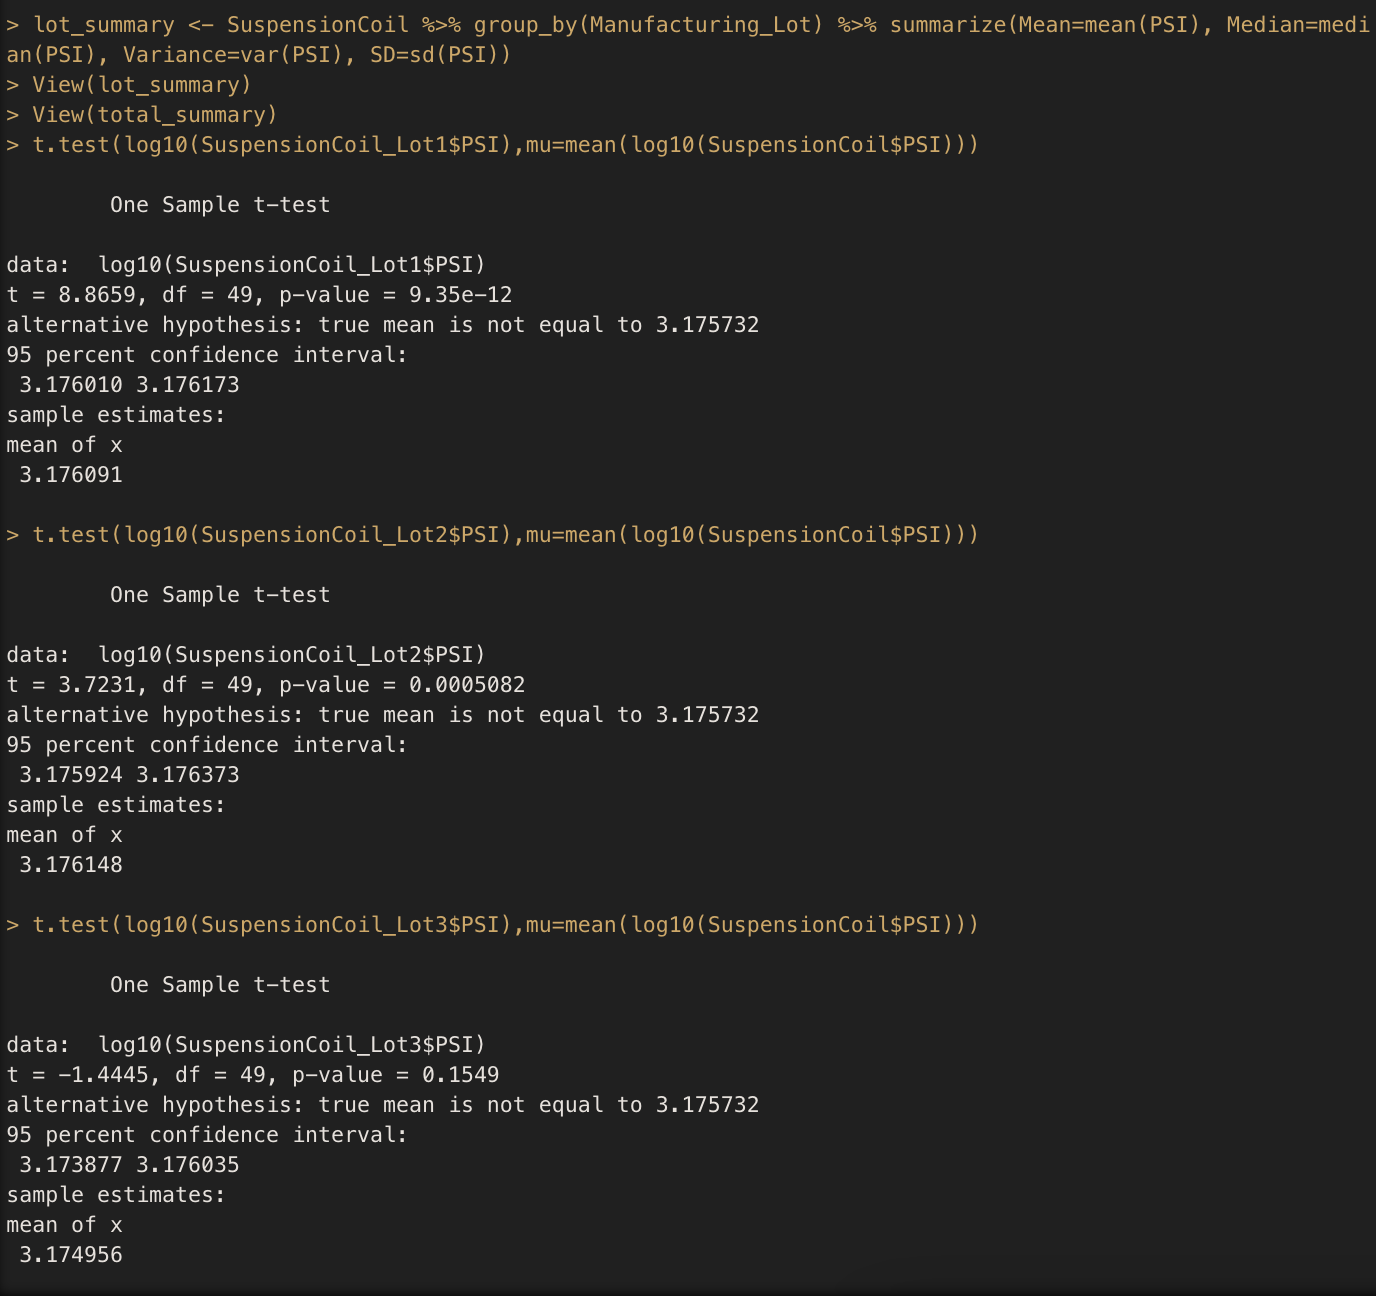 > lot_summary <- SuspensionCoil %>% group_by(Manufacturing_Lot) %>% summarize(Mean=mean(PSI), Median=medi
an(PSI), Variance=var(PSI), SD=sd(PSI))
> View(lot_summary)
> View(total_summary)
> t.test(log10(SuspensionCoil_Lot1$PSI),mu=mean(log10(SuspensionCoil$PSI)))
One Sample t-test
data:  log10(SuspensionCoil_Lot1$PSI)
t = 8.8659, df = 49, p-value = 9.35e-12
alternative hypothesis: true mean is not equal to 3.175732
95 percent confidence interval:
3.176010 3.176173
sample estimates:
mean of x
3.176091
> t.test(log10(SuspensionCoil_Lot2$PSI),mu=mean(log10(SuspensionCoil$PSI)))
One Sample t-test
data:  log10(SuspensionCoil_Lot2$PSI)
t = 3.7231, df = 49, p-value = 0.0005082
alternative hypothesis: true mean is not equal to 3.175732
95 percent confidence interval:
3.175924 3.176373
sample estimates:
mean of x
3.176148
> t.test(log10(SuspensionCoil_Lot3$PSI),mu=mean(log10(SuspensionCoil$PSI)))
One Sample t-test
data:  log10(SuspensionCoil_Lot3$PSI)
t = -1.4445, df = 49, p-value = 0.1549
alternative hypothesis: true mean is not equal to 3.175732
95 percent confidence interval:
3.173877 3.176035
sample estimates:
mean of x
3.174956